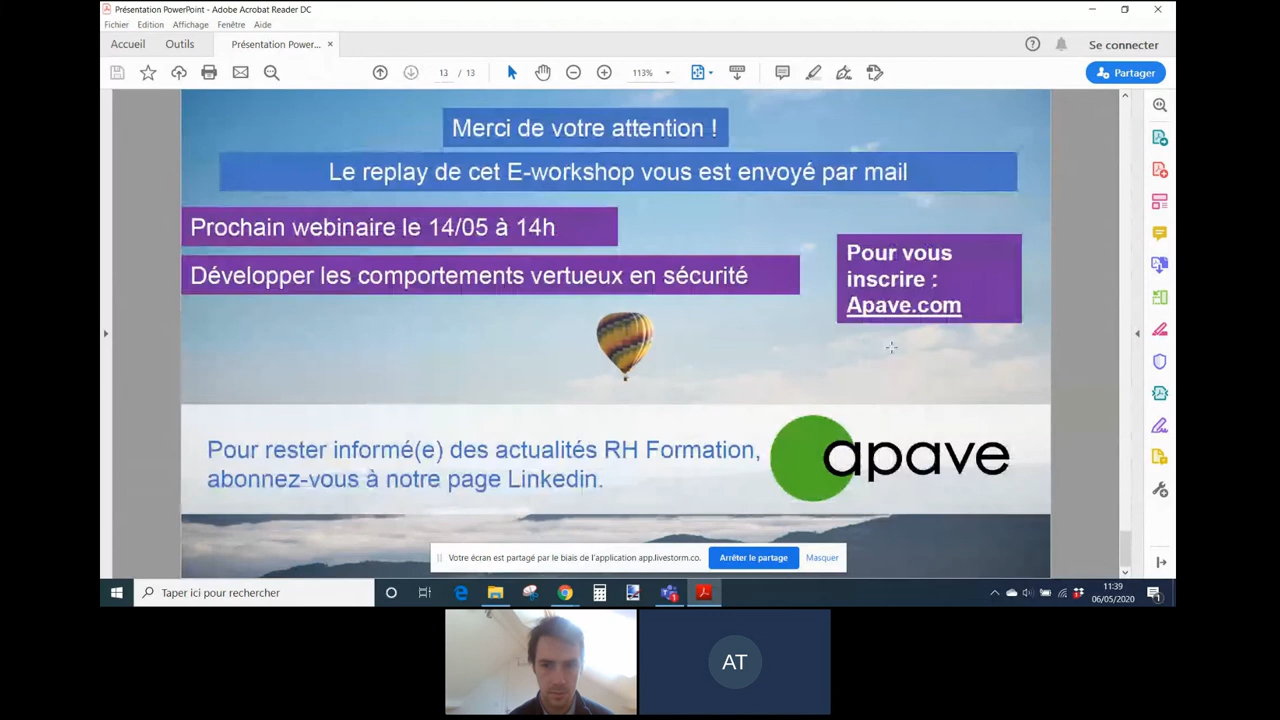 Présentation PowerPoint - Adobe Acrobat Reader DC
Fichier Edition Affichage Fenêtre Aide
Accueil Outils Présentation Power... × Se connecter
13 / 13 113% Partager
Merci de votre attention !
Le replay de cet E-workshop vous est envoyé par mail
Prochain webinaire le 14/05 à 14h
Développer les comportements vertueux en sécurité
Pour vous
inscrire :
Apave.com
Pour rester informé(e) des actualités RH Formation,
abonnez-vous à notre page Linkedin.
apave
Votre écran est partagé par le biais de l'application app.livestorm.co. Arrêter le partage Masquer
Taper ici pour rechercher
11:39
06/05/2020
AT